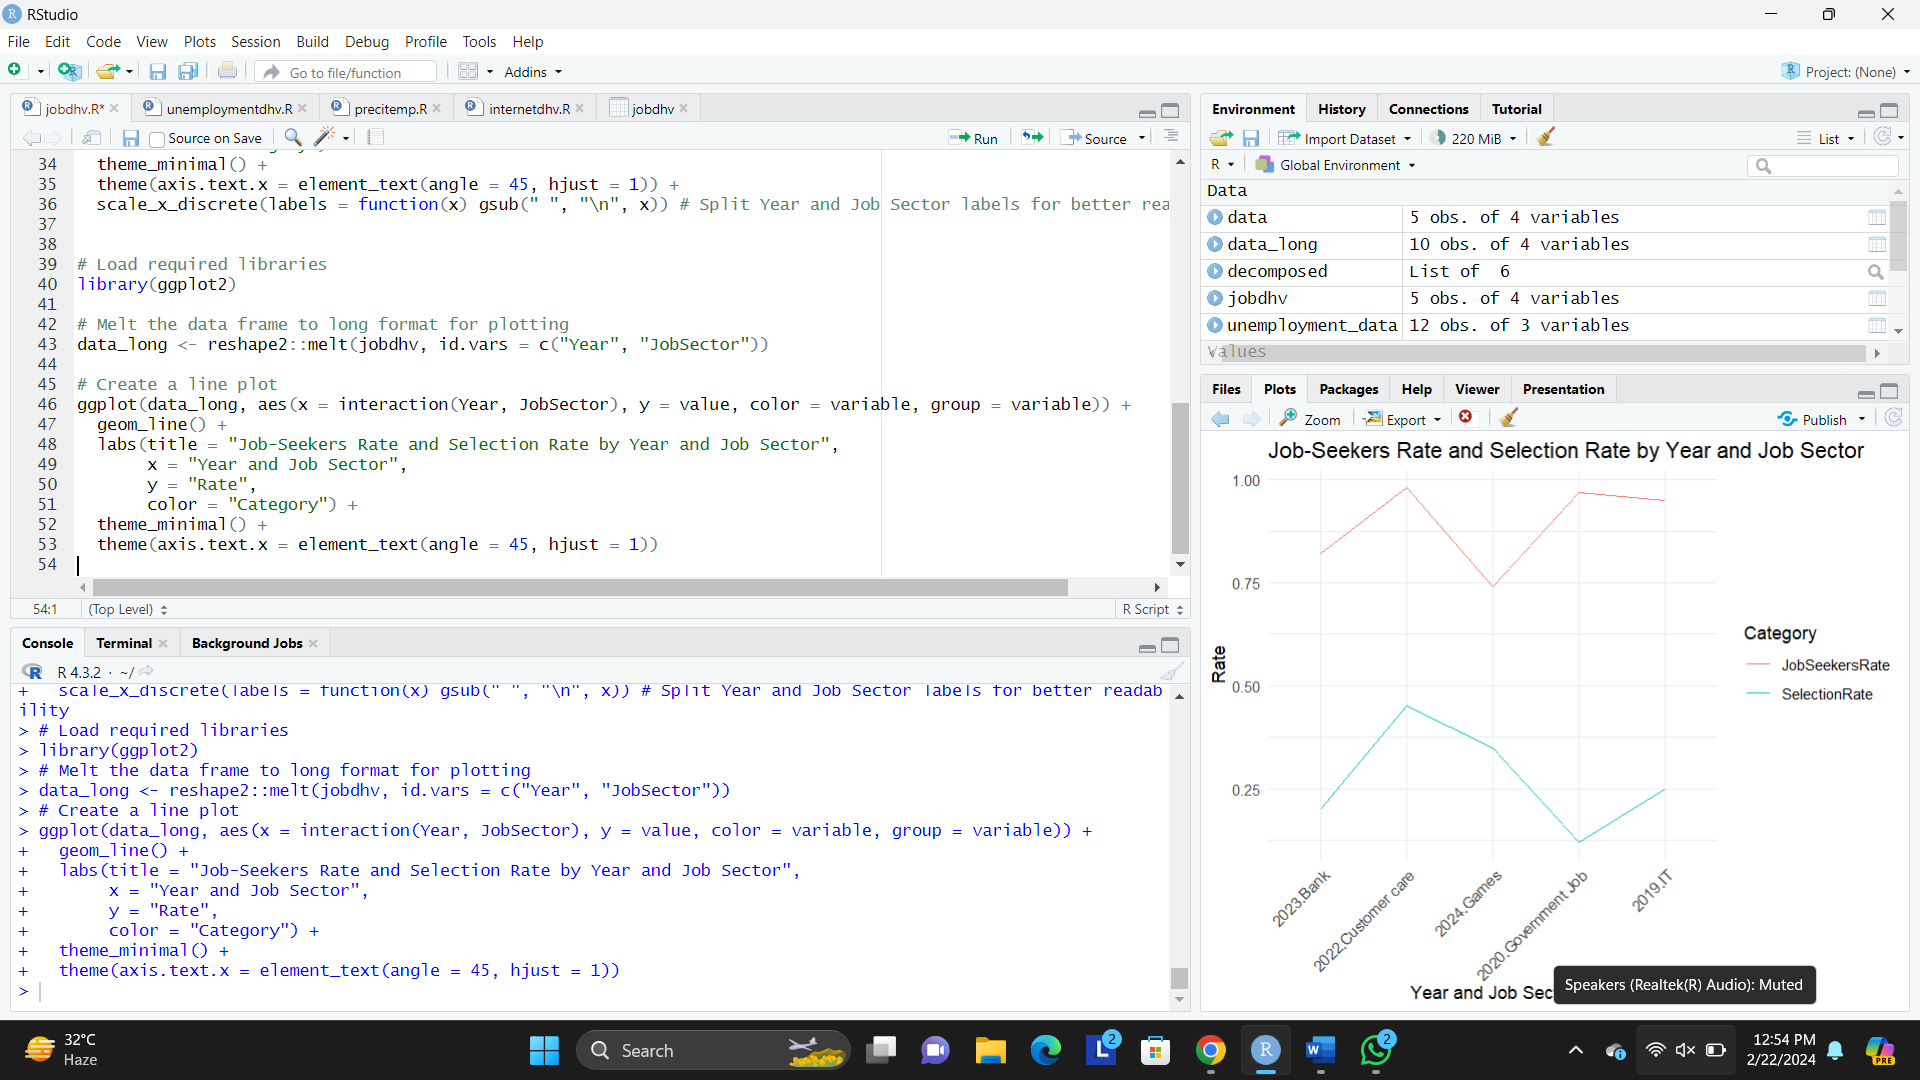 RStudio
File Edit Code View Plots Session Build Debug Profile Tools Help
Go to file/function Addins Project: (None)
jobdhv.R* unemploymentdhv.R precitemp.R internetdhv.R jobdhv
Source on Save Run Source
34 theme_minimal() +
35 theme(axis.text.x = element_text(angle = 45, hjust = 1)) +
36 scale_x_discrete(labels = function(x) gsub(" ", "\n", x)) # Split Year and Job Sector labels for better rea
37
38
39 # Load required libraries
40 library(ggplot2)
41
42 # Melt the data frame to long format for plotting
43 data_long <- reshape2::melt(jobdhv, id.vars = c("Year", "JobSector"))
44
45 # Create a line plot
46 ggplot(data_long, aes(x = interaction(Year, JobSector), y = value, color = variable, group = variable)) +
47 geom_line() +
48 labs(title = "Job-Seekers Rate and Selection Rate by Year and Job Sector",
49 x = "Year and Job Sector",
50 y = "Rate",
51 color = "Category") +
52 theme_minimal() +
53 theme(axis.text.x = element_text(angle = 45, hjust = 1))
54
54:1 (Top Level) R Script
Console Terminal Background Jobs
R 4.3.2 · ~/
+ scale_x_discrete(labels = function(x) gsub(" ", "\n", x)) # Split Year and Job Sector labels for better readab
ility
> # Load required libraries
> library(ggplot2)
> # Melt the data frame to long format for plotting
> data_long <- reshape2::melt(jobdhv, id.vars = c("Year", "JobSector"))
> # Create a line plot
> ggplot(data_long, aes(x = interaction(Year, JobSector), y = value, color = variable, group = variable)) +
+ geom_line() +
+ labs(title = "Job-Seekers Rate and Selection Rate by Year and Job Sector",
+ x = "Year and Job Sector",
+ y = "Rate",
+ color = "Category") +
+ theme_minimal() +
+ theme(axis.text.x = element_text(angle = 45, hjust = 1))
>
Environment History Connections Tutorial
Import Dataset 220 MiB List
R Global Environment
Data
data 5 obs. of 4 variables
data_long 10 obs. of 4 variables
decomposed List of 6
jobdhv 5 obs. of 4 variables
unemployment_data 12 obs. of 3 variables
Values
Files Plots Packages Help Viewer Presentation
Zoom Export Publish
Job-Seekers Rate and Selection Rate by Year and Job Sector
1.00
0.75
0.50
0.25
Rate
Category
JobSeekersRate
SelectionRate
2023.Bank
2022.Customer care
2024.Games
2020.Government Job
2019.IT
Year and Job Sec
Speakers (Realtek(R) Audio): Muted
32°C
Haze
Search
2
2
12:54 PM
2/22/2024
PRE